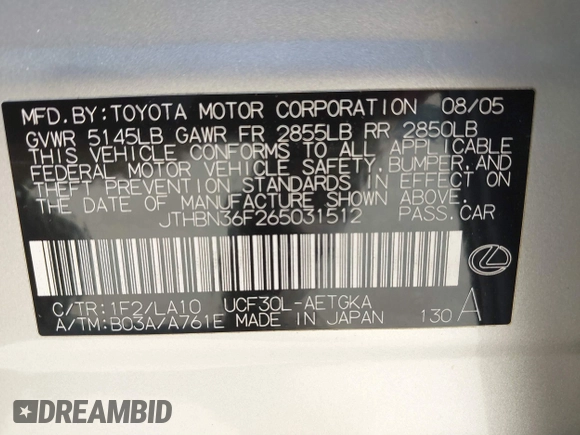 MFD.BY:TOYOTA MOTOR CORPORATION 08/05
GVWR 5145LB GAWR FR 2855LB RR 2850LB
THIS VEHICLE CONFORMS TO ALL APPLICABLE
FEDERAL MOTOR VEHICLE SAFETY,BUMPER,AND
THEFT PREVENTION STANDARDS IN EFFECT ON
THE DATE OF MANUFACTURE SHOWN ABOVE.
JTHBN36F265031512 PASS.CAR
C/TR:1F2/LA10 UCF30L-AETGKA
A/TM:B03A/A761E MADE IN JAPAN 130 A
DREAMBID